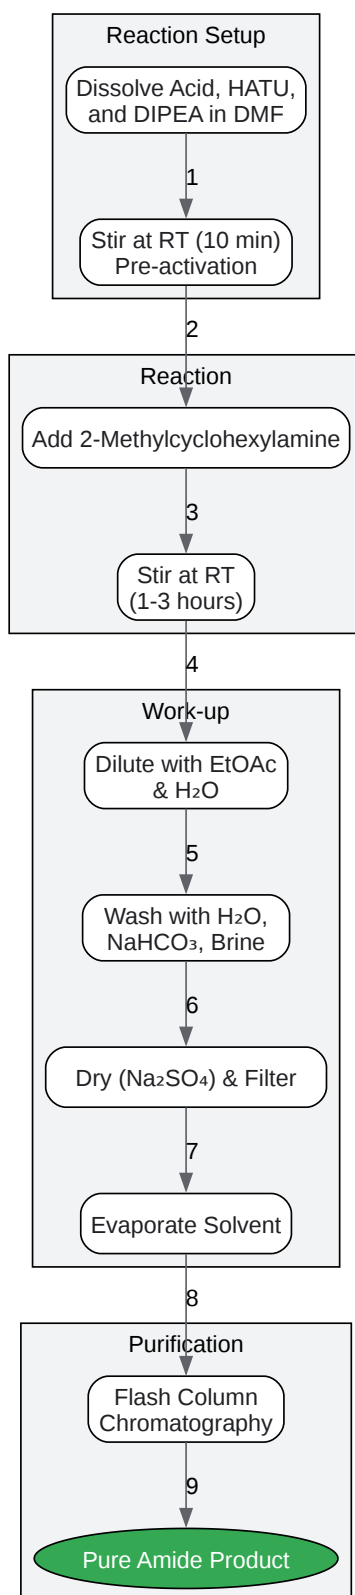 Reaction Setup
Dissolve Acid, HATU,
and DIPEA in DMF
1
Stir at RT (10 min)
Pre-activation
2
Reaction
Add 2-Methylcyclohexylamine
3
Stir at RT
(1-3 hours)
4
Work-up
Dilute with EtOAc
& H₂O
5
Wash with H₂O,
NaHCO₃, Brine
6
Dry (Na₂SO₄) & Filter
7
Evaporate Solvent
8
Purification
Flash Column
Chromatography
9
Pure Amide Product